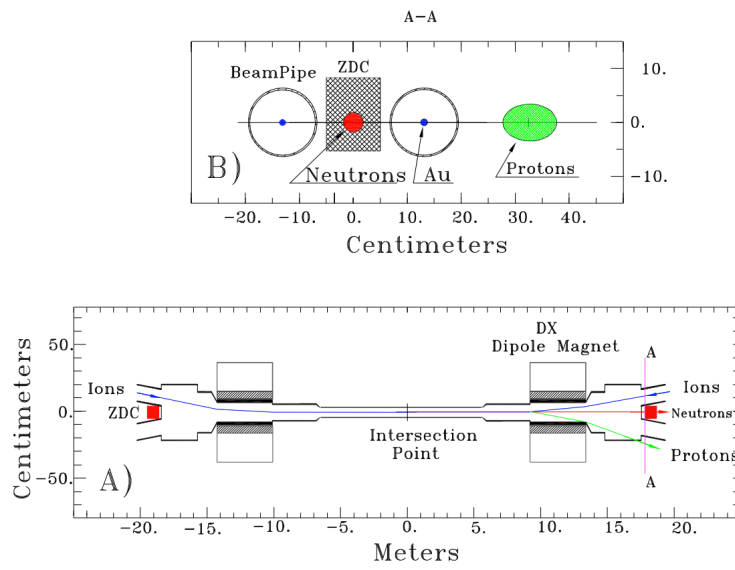 A-A
BeamPipe
ZDC
10.
0.
-10.
B)
Neutrons
Au
Protons
-20. -10. 0. 10. 20. 30. 40.
Centimeters
Centimeters
50.
0.
-50.
DX
Dipole Magnet
A
Ions
Ions
ZDC
Neutrons
Intersection
Point
Protons
A)
A
-20. -15. -10. -5. 0. 5. 10. 15. 20.
Meters